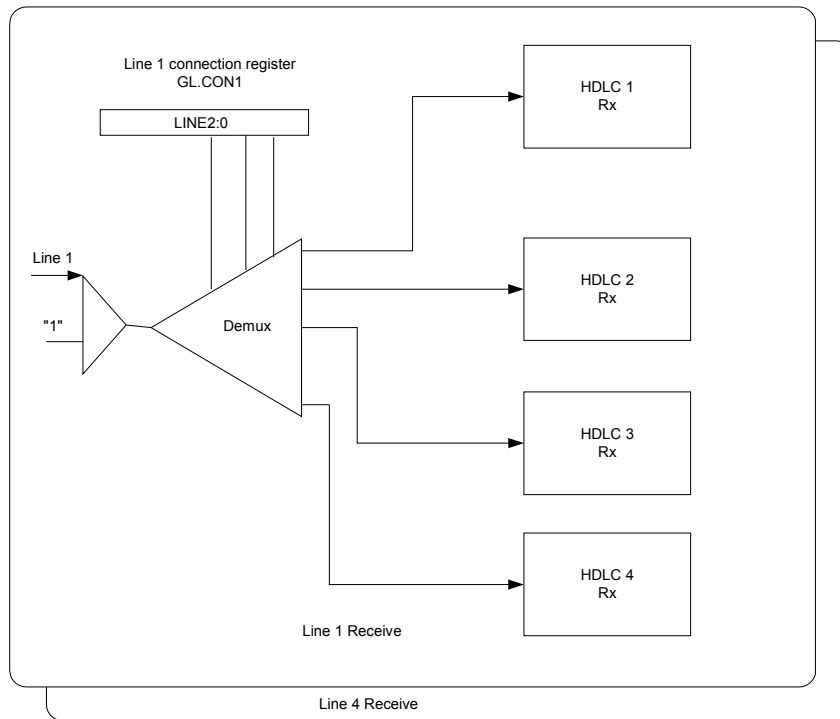 Line 1 connection register
GL.CON1
LINE2:0
HDLC 1
Rx
Line 1
"1"
Demux
HDLC 2
Rx
HDLC 3
Rx
HDLC 4
Rx
Line 1 Receive
Line 4 Receive